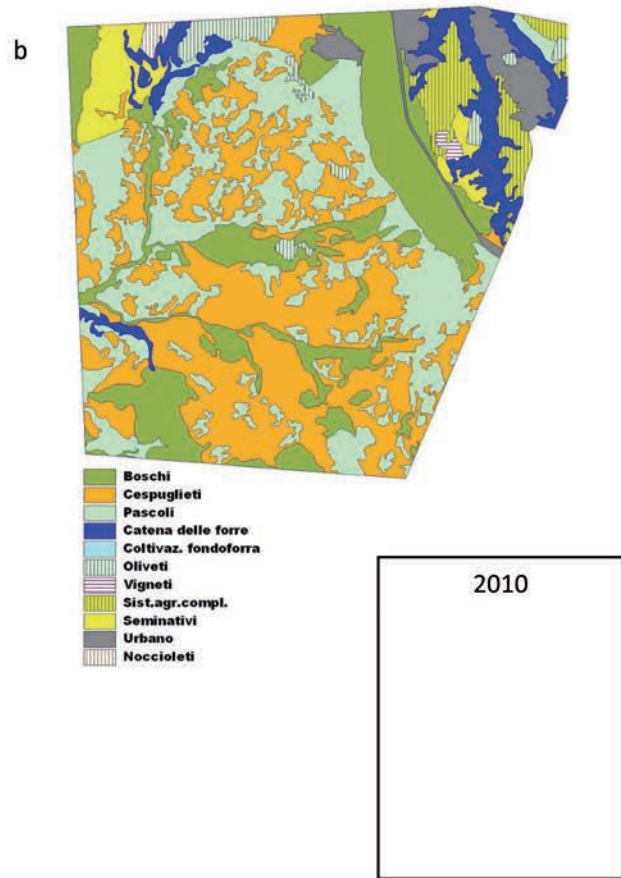 b
Boschi
Cespuglieti
Pascoli
Catena delle forre
Coltivaz. fondoforra
Oliveti
Vigneti
Sist.agr.compl.
Seminativi
Urbano
Noccioleti
2010